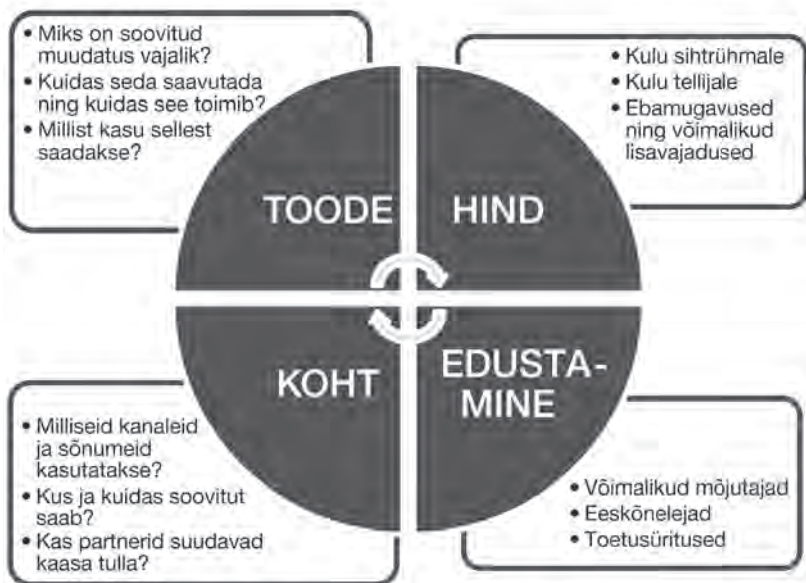 • Miks on soovitud
muudatus vajalik?
• Kuidas seda saavutada
ning kuidas see toimib?
• Millist kasu sellest
saadakse?
• Kulu sihtrühmale
• Kulu tellijale
• Ebamugavused
ning võimalikud
lisavajadused
TOODE
HIND
KOHT
EDUSTA-
MINE
• Milliseid kanaleid
ja sõnumeid
kasutatakse?
• Kus ja kuidas soovitut
saab?
• Kas partnerid suudavad
kaasa tulla?
• Võimalikud mõjutajad
• Eeskõnelejad
• Toetusüritused